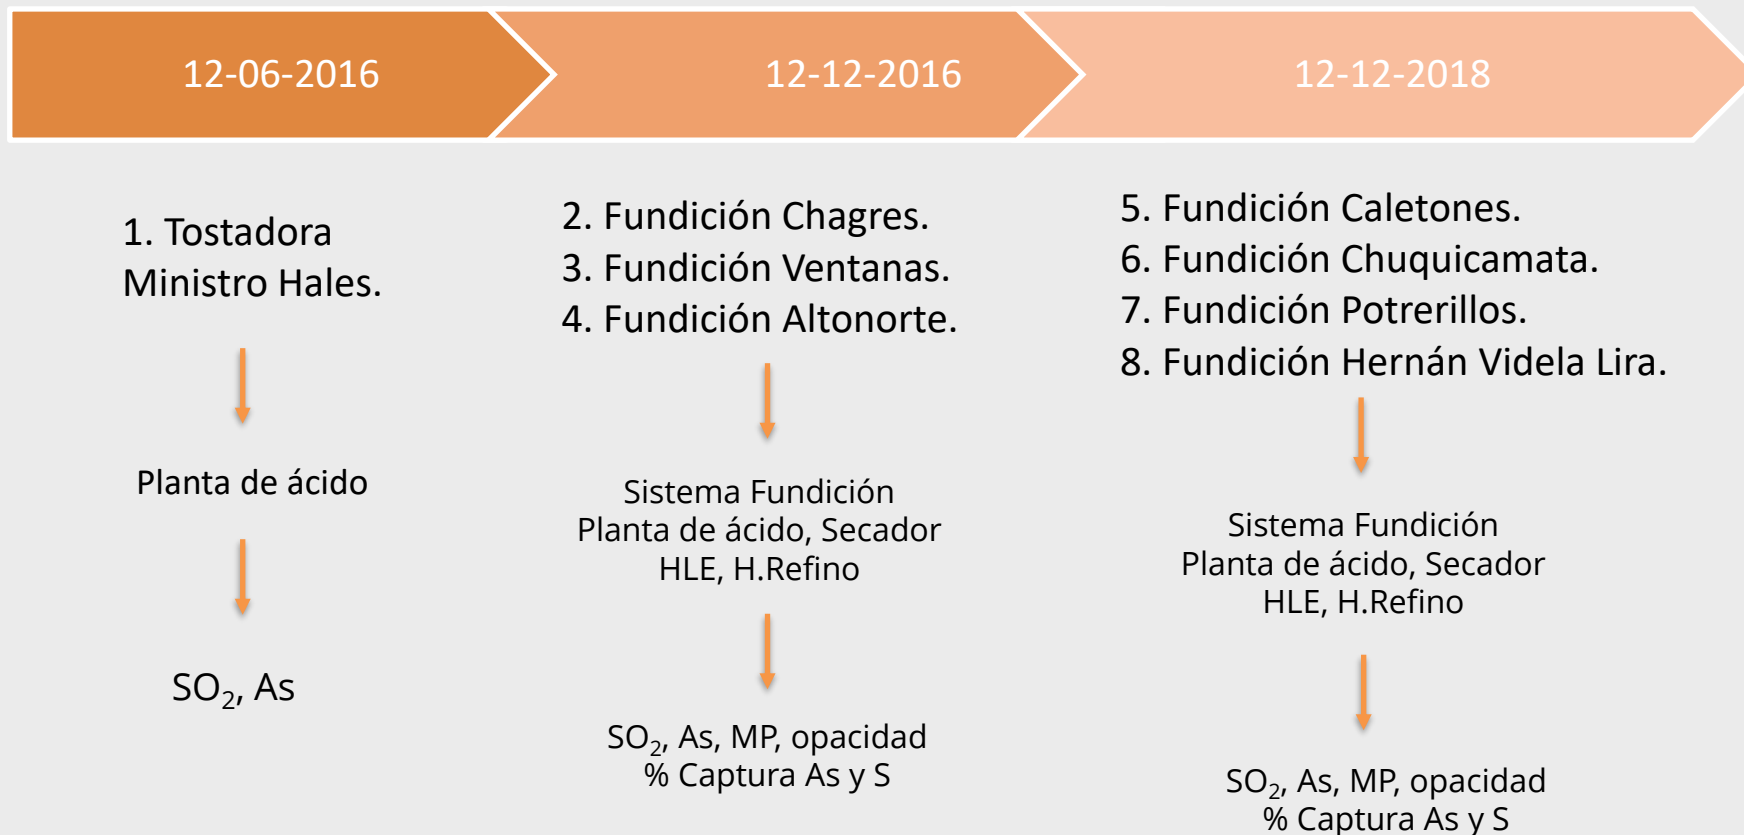 12-06-2016
12-12-2016
12-12-2018
1. Tostadora
Ministro Hales.
Planta de ácido
SO₂, As
2. Fundición Chagres.
3. Fundición Ventanas.
4. Fundición Altonorte.
Sistema Fundición
Planta de ácido, Secador
HLE, H.Refino
SO₂, As, MP, opacidad
% Captura As y S
5. Fundición Caletones.
6. Fundición Chuquicamata.
7. Fundición Potrerillos.
8. Fundición Hernán Videla Lira.
Sistema Fundición
Planta de ácido, Secador
HLE, H.Refino
SO₂, As, MP, opacidad
% Captura As y S